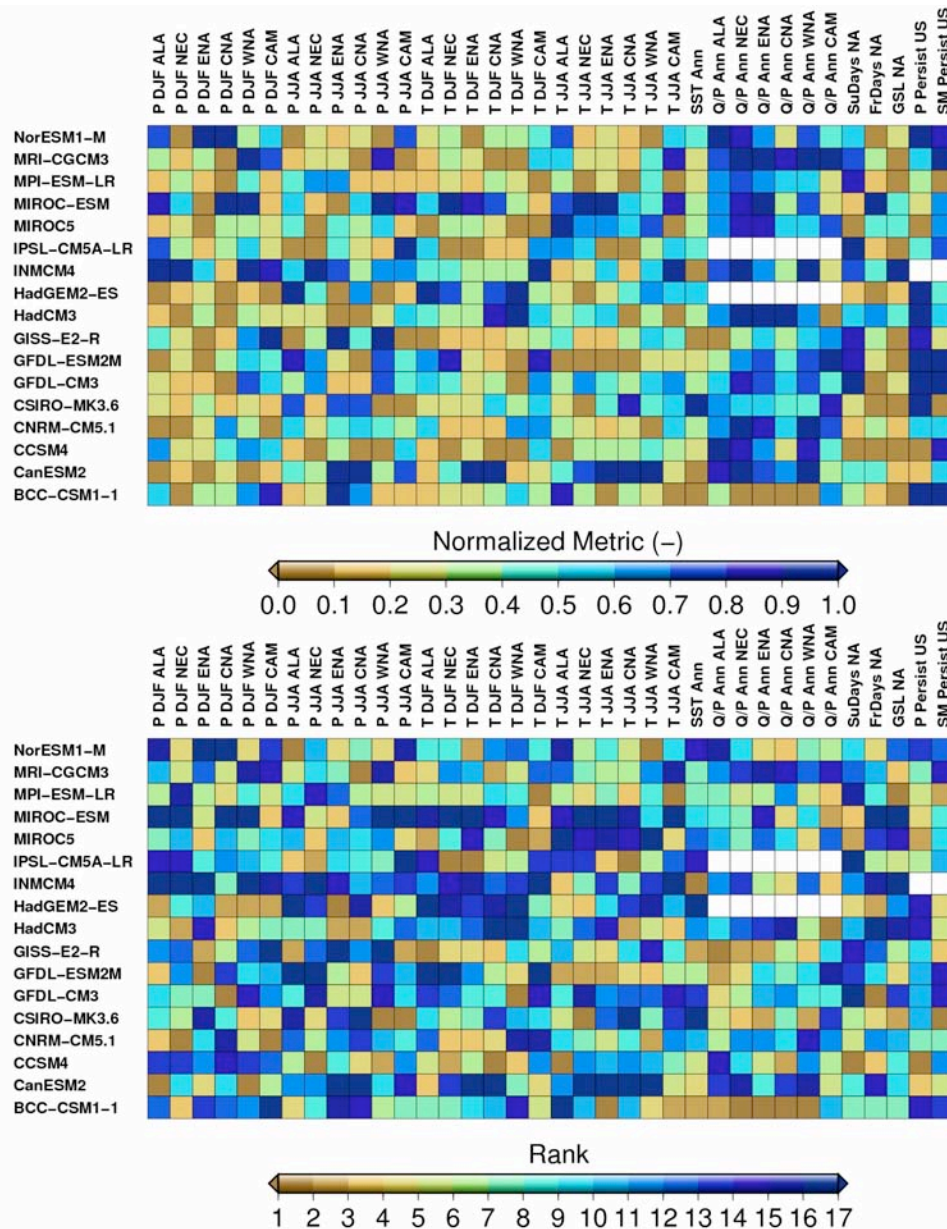 P DJF ALA
P DJF NEC
P DJF ENA
P DJF CNA
P DJF WNA
P DJF CAM
P JJA ALA
P JJA NEC
P JJA ENA
P JJA CNA
P JJA WNA
P JJA CAM
T DJF ALA
T DJF NEC
T DJF ENA
T DJF CNA
T DJF WNA
T DJF CAM
T JJA ALA
T JJA NEC
T JJA ENA
T JJA CNA
T JJA WNA
T JJA CAM
SST Ann
Q/P Ann ALA
Q/P Ann NEC
Q/P Ann ENA
Q/P Ann CNA
Q/P Ann WNA
Q/P Ann CAM
SuDays NA
FrDays NA
GSL NA
P Persist US
SM Persist US
NorESM1-M
MRI-CGCM3
MPI-ESM-LR
MIROC-ESM
MIROC5
IPSL-CM5A-LR
INMCM4
HadGEM2-ES
HadCM3
GISS-E2-R
GFDL-ESM2M
GFDL-CM3
CSIRO-MK3.6
CNRM-CM5.1
CCSM4
CanESM2
BCC-CSM1-1
Normalized Metric (-)
0.0 0.1 0.2 0.3 0.4 0.5 0.6 0.7 0.8 0.9 1.0
P DJF ALA
P DJF NEC
P DJF ENA
P DJF CNA
P DJF WNA
P DJF CAM
P JJA ALA
P JJA NEC
P JJA ENA
P JJA CNA
P JJA WNA
P JJA CAM
T DJF ALA
T DJF NEC
T DJF ENA
T DJF CNA
T DJF WNA
T DJF CAM
T JJA ALA
T JJA NEC
T JJA ENA
T JJA CNA
T JJA WNA
T JJA CAM
SST Ann
Q/P Ann ALA
Q/P Ann NEC
Q/P Ann ENA
Q/P Ann CNA
Q/P Ann WNA
Q/P Ann CAM
SuDays NA
FrDays NA
GSL NA
P Persist US
SM Persist US
NorESM1-M
MRI-CGCM3
MPI-ESM-LR
MIROC-ESM
MIROC5
IPSL-CM5A-LR
INMCM4
HadGEM2-ES
HadCM3
GISS-E2-R
GFDL-ESM2M
GFDL-CM3
CSIRO-MK3.6
CNRM-CM5.1
CCSM4
CanESM2
BCC-CSM1-1
Rank
1 2 3 4 5 6 7 8 9 10 11 12 13 14 15 16 17